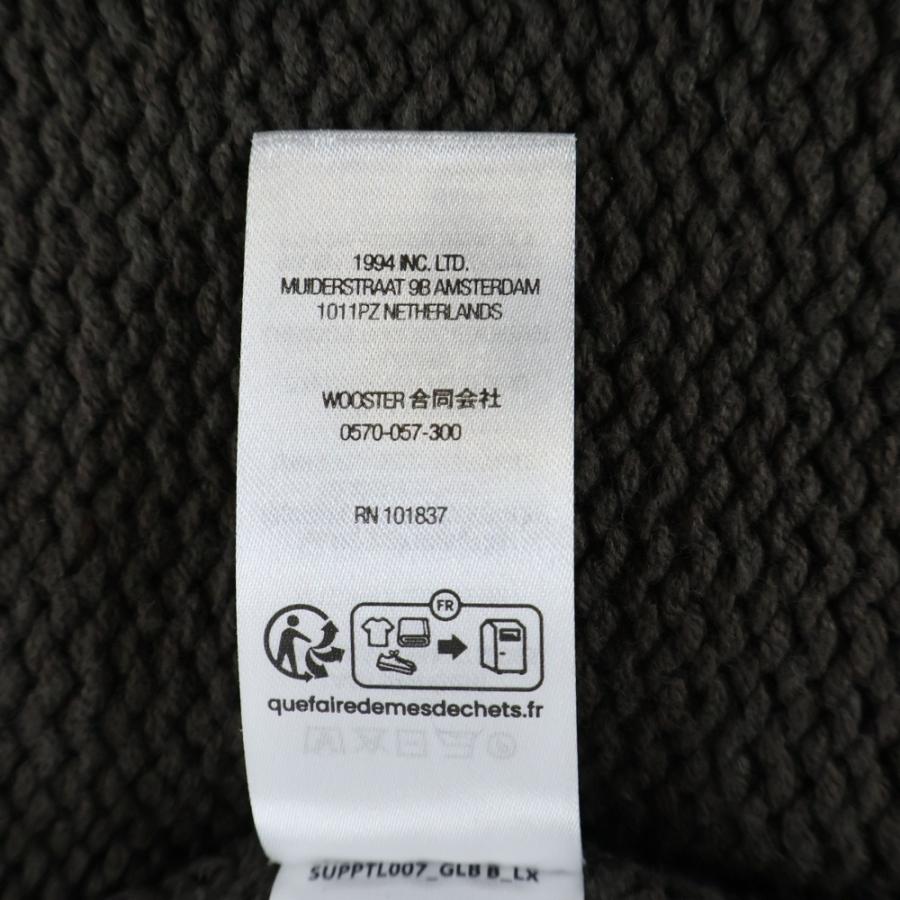 1994 INC. LTD.
MUIDERSTRAAT 9B AMSTERDAM
1011PZ NETHERLANDS
WOOSTER 合同会社
0570-057-300
RN 101837
FR
quefairedemesdechets.fr
SUPPTL007_GLB B_LX